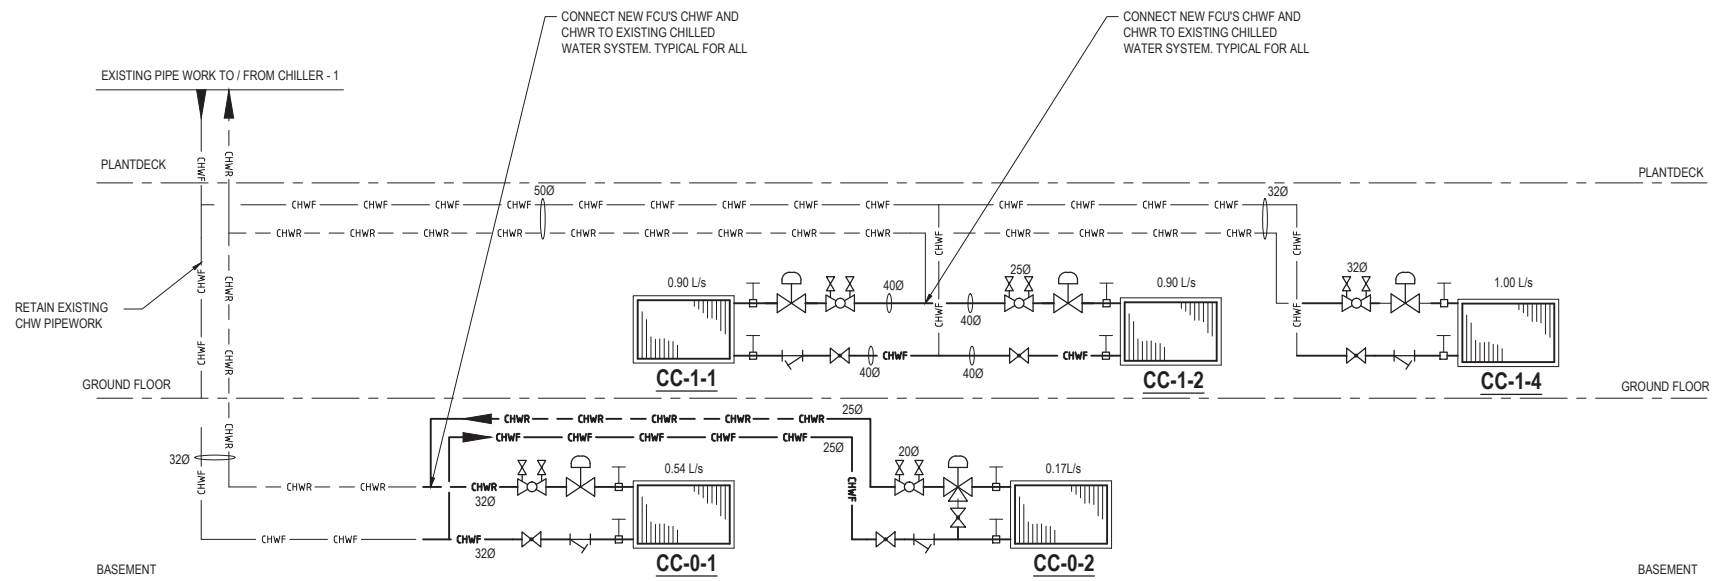 CONNECT NEW FCU'S CHWF AND
CHWR TO EXISTING CHILLED
WATER SYSTEM. TYPICAL FOR ALL
CONNECT NEW FCU'S CHWF AND
CHWR TO EXISTING CHILLED
WATER SYSTEM. TYPICAL FOR ALL
EXISTING PIPE WORK TO / FROM CHILLER - 1
CHWF
CHWR
PLANTDECK
PLANTDECK
50Ø
32Ø
CHWF CHWF CHWF CHWF CHWF CHWF CHWF CHWF CHWF CHWF CHWF CHWF
CHWR CHWR CHWR CHWR CHWR CHWR CHWR CHWR CHWR CHWR CHWR CHWR
CHWF
CHWF
CHWF
CHWR
RETAIN EXISTING
CHW PIPEWORK
0.90 L/s
40Ø
25Ø
0.90 L/s
32Ø
1.00 L/s
40Ø
CHWF
CHWF
CHWF
CHWR
CHWF
CHWF
40Ø
40Ø
CC-1-1
CC-1-2
CC-1-4
GROUND FLOOR
GROUND FLOOR
CHWR CHWR CHWR CHWR CHWR
25Ø
CHWF CHWF CHWF CHWF CHWF
25Ø
CHWR
32Ø
CHWF
20Ø
0.54 L/s
0.17L/s
CHWF
CHWR CHWR
CHWR
32Ø
CHWF CHWF
CHWF
32Ø
CC-0-1
CC-0-2
BASEMENT
BASEMENT